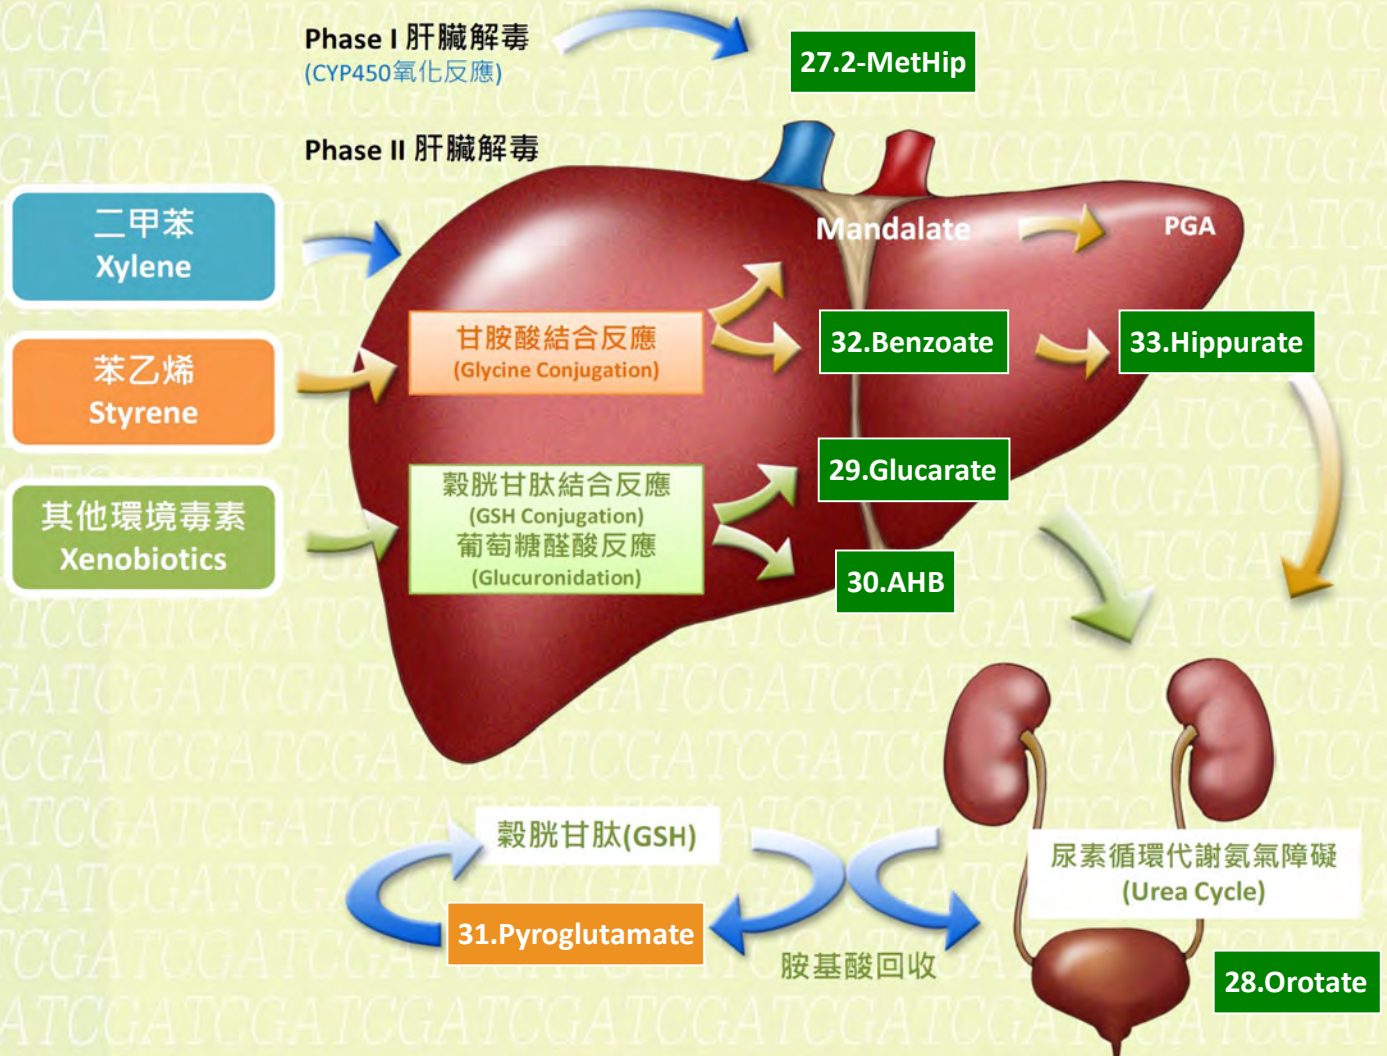 Phase I 肝臟解毒
(CYP450氧化反應)
27.2-MetHip
Phase II 肝臟解毒
二甲苯
Xylene
Mandalate
PGA
苯乙烯
Styrene
甘胺酸結合反應
(Glycine Conjugation)
32.Benzoate
33.Hippurate
其他環境毒素
Xenobiotics
穀胱甘肽結合反應
(GSH Conjugation)
葡萄糖醛酸反應
(Glucuronidation)
29.Glucarate
30.AHB
穀胱甘肽(GSH)
31.Pyroglutamate
胺基酸回收
尿素循環代謝氨氣障礙
(Urea Cycle)
28.Orotate